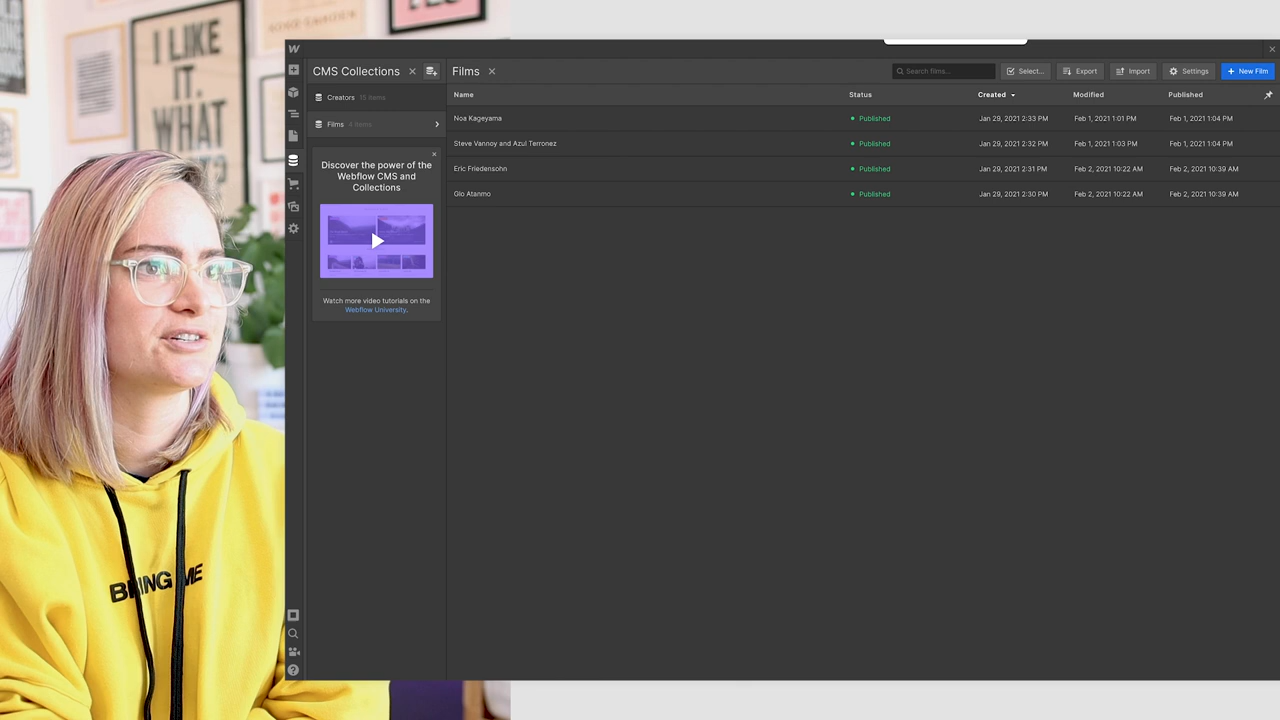 I LIKE
IT.
WHAT
BEING ME
W
CMS Collections
Creators 15 items
Films 4 items
Discover the power of the
Webflow CMS and
Collections
Watch more video tutorials on the
Webflow University.
Films
Search films...
Select...
Export
Import
Settings
+ New Film
Name Status Created Modified Published
Noa Kageyama Published Jan 29, 2021 2:33 PM Feb 1, 2021 1:01 PM Feb 1, 2021 1:04 PM
Steve Vannoy and Azul Terronez Published Jan 29, 2021 2:32 PM Feb 1, 2021 1:03 PM Feb 1, 2021 1:04 PM
Eric Friedensohn Published Jan 29, 2021 2:31 PM Feb 2, 2021 10:22 AM Feb 2, 2021 10:39 AM
Glo Atanmo Published Jan 29, 2021 2:30 PM Feb 2, 2021 10:22 AM Feb 2, 2021 10:39 AM